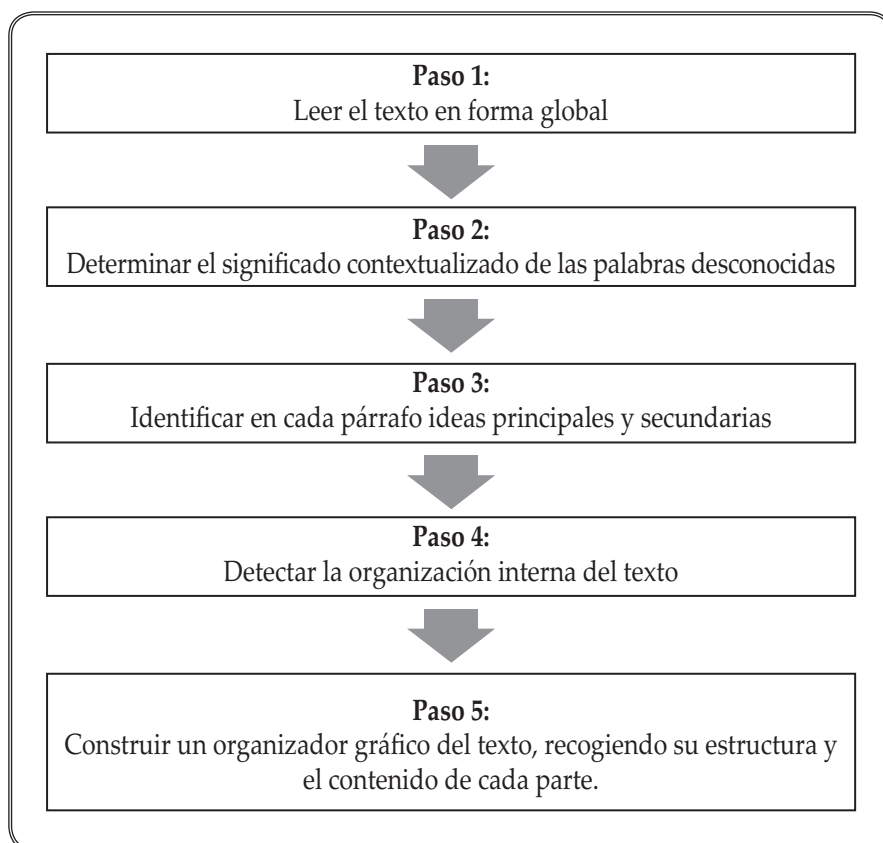 Paso 1:
Leer el texto en forma global
Paso 2:
Determinar el significado contextualizado de las palabras desconocidas
Paso 3:
Identificar en cada párrafo ideas principales y secundarias
Paso 4:
Detectar la organización interna del texto
Paso 5:
Construir un organizador gráfico del texto, recogiendo su estructura y
el contenido de cada parte.